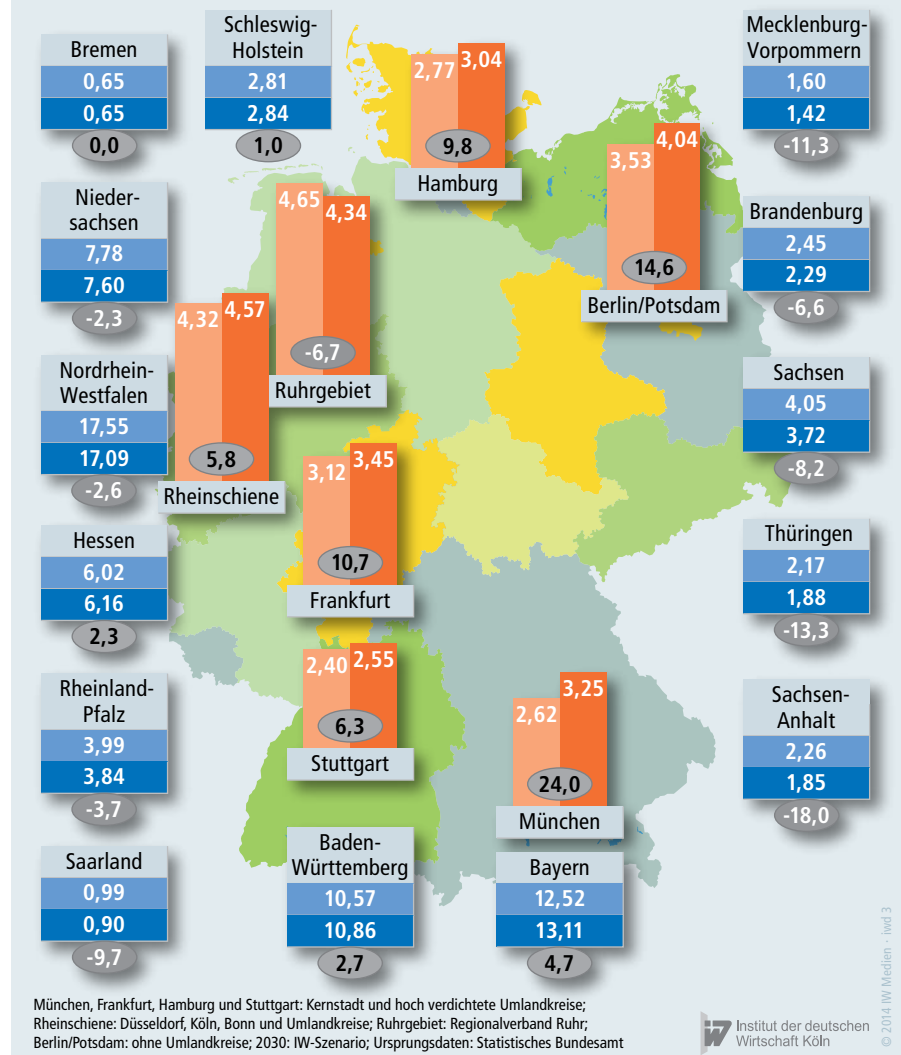 Bremen
0,65
0,65
0,0
Schleswig-
Holstein
2,81
2,84
1,0
2,77
3,04
9,8
Hamburg
Mecklenburg-
Vorpommern
1,60
1,42
-11,3
Nieder-
sachsen
7,78
7,60
-2,3
4,65
4,34
-6,7
Ruhrgebiet
3,53
4,04
14,6
Berlin/Potsdam
Brandenburg
2,45
2,29
-6,6
Nordrhein-
Westfalen
17,55
17,09
-2,6
4,32
4,57
5,8
Rheinschiene
Sachsen
4,05
3,72
-8,2
Hessen
6,02
6,16
2,3
3,12
3,45
10,7
Frankfurt
Thüringen
2,17
1,88
-13,3
Rheinland-
Pfalz
3,99
3,84
-3,7
2,40
2,55
6,3
Stuttgart
2,62
3,25
24,0
München
Sachsen-
Anhalt
2,26
1,85
-18,0
Saarland
0,99
0,90
-9,7
Baden-
Württemberg
10,57
10,86
2,7
Bayern
12,52
13,11
4,7
München, Frankfurt, Hamburg und Stuttgart: Kernstadt und hoch verdichtete Umlandkreise;
Rheinschiene: Düsseldorf, Köln, Bonn und Umlandkreise; Ruhrgebiet: Regionalverband Ruhr;
Berlin/Potsdam: ohne Umlandkreise; 2030: IW-Szenario; Ursprungsdaten: Statistisches Bundesamt
iw
Institut der deutschen
Wirtschaft Köln
© 2014 IW Medien · iwd 3